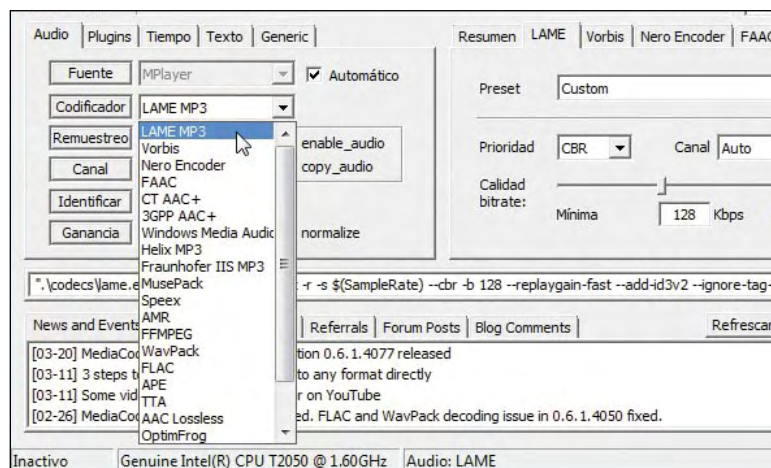 Audio Plugins Tiempo Texto Generic
Fuente MPlayer Automático
Codificador LAME MP3
Remuestreo
Canal
Identificar
Ganancia
LAME MP3
Vorbis
Nero Encoder
FAAC
CT AAC+
3GPP AAC+
Windows Media Audio
Helix MP3
Fraunhofer IIS MP3
MusePack
Speex
AMR
FFMPEG
WavPack
FLAC
APE
TTA
AAC Lossless
OptimFrog
enable_audio
copy_audio
normalize
Resumen LAME Vorbis Nero Encoder FAAC
Preset Custom
Prioridad CBR Canal Auto
Calidad
bitrate:
Mínima 128 Kbps
".\codecs\lame.e -r -s $(SampleRate) --cbr -b 128 --replaygain-fast --add-id3v2 --ignore-tag-
News and Events Referrals Forum Posts Blog Comments Refrescar
[03-20] MediaCod tion 0.6.1.4077 released
[03-11] 3 steps to any format directly
[03-11] Some vid r on YouTube
[02-26] MediaCod ed. FLAC and WavPack decoding issue in 0.6.1.4050 fixed.
Inactivo Genuine Intel(R) CPU T2050 @ 1.60GHz Audio: LAME